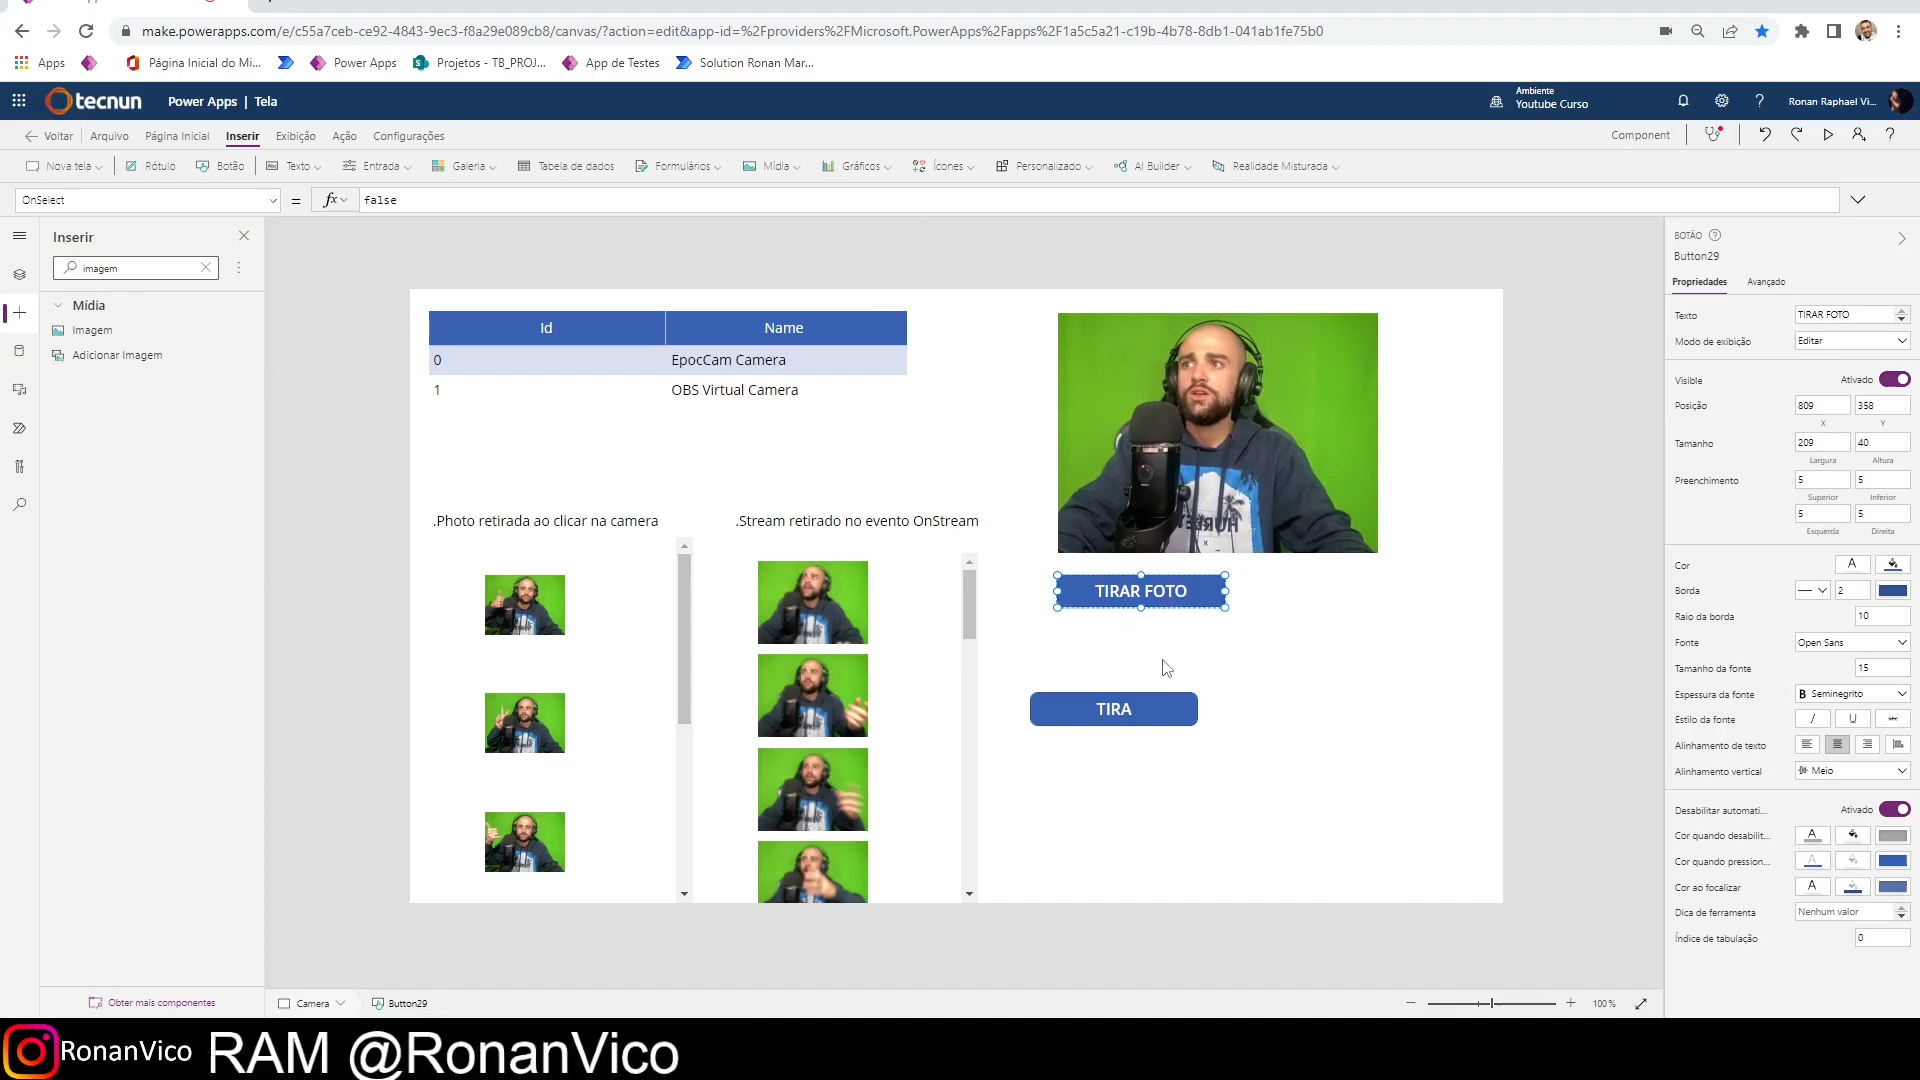 make.powerapps.com/e/c55a7ceb-ce92-4843-9ec3-f8a29e089cb8/canvas/?action=edit&app-id=%2Fproviders%2FMicrosoft.PowerApps%2Fapps%2F1a5c5a21-c19b-4b78-8db1-041ab1fe75b0
Apps
Página Inicial do Mi...
Power Apps
Projetos - TB_PROJ...
App de Testes
Solution Ronan Mar...
tecnun
Power Apps | Tela
Ambiente
Youtube Curso
?
Ronan Raphael Vi...
Voltar
Arquivo
Página Inicial
Inserir
Exibição
Ação
Configurações
Component
?
Nova tela
Rótulo
Botão
Texto
Entrada
Galeria
Tabela de dados
Formulários
Mídia
Gráficos
Ícones
Personalizado
AI Builder
Realidade Misturada
OnSelect
=
fx
false
Inserir
imagem
Mídia
Imagem
Adicionar Imagem
Obter mais componentes
Id
Name
0
EpocCam Camera
1
OBS Virtual Camera
.Photo retirada ao clicar na camera
.Stream retirado no evento OnStream
TIRAR FOTO
TIRA
Camera
Button29
100 %
BOTÃO
Button29
Propriedades
Avançado
Texto
TIRAR FOTO
Modo de exibição
Editar
Visible
Ativado
Posição
809
358
X
Y
Tamanho
209
40
Largura
Altura
Preenchimento
5
5
Superior
Inferior
5
5
Esquerda
Direita
Cor
A
Borda
2
Raio da borda
10
Fonte
Open Sans
Tamanho da fonte
15
Espessura da fonte
B Seminegrito
Estilo da fonte
/
U
Alinhamento de texto
Alinhamento vertical
Meio
Desabilitar automati...
Ativado
Cor quando desabilit...
A
Cor quando pression...
A
Cor ao focalizar
A
Dica de ferramenta
Nenhum valor
Índice de tabulação
0
RonanVico
RAM @RonanVico